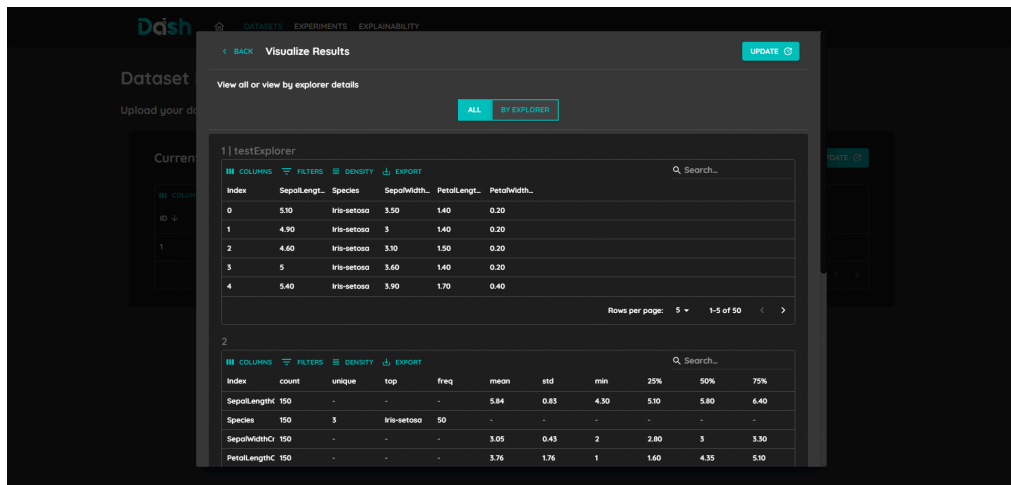 Dash DATASETS EXPERIMENTS EXPLAINABILITY
< BACK Visualize Results UPDATE
Dataset
View all or view by explorer details
Upload your da
ALL BY EXPLORER
1 | testExplorer
Curren
COLUMNS FILTERS DENSITY EXPORT Search...
Index SepalLengt... Species SepalWidth... PetalLengt... PetalWidth...
0 5.10 Iris-setosa 3.50 1.40 0.20
1 4.90 Iris-setosa 3 1.40 0.20
2 4.60 Iris-setosa 3.10 1.50 0.20
3 5 Iris-setosa 3.60 1.40 0.20
4 5.40 Iris-setosa 3.90 1.70 0.40
COLUMN
ID
1
Rows per page: 5 1-5 of 50 < >
2
COLUMNS FILTERS DENSITY EXPORT Search...
Index count unique top freq mean std min 25% 50% 75%
SepalLength 150 - - - 5.84 0.83 4.30 5.10 5.80 6.40
Species 150 3 Iris-setosa 50 - - - - - -
SepalWidthC 150 - - - 3.05 0.43 2 2.80 3 3.30
PetalLengthC 150 - - - 3.76 1.76 1 1.60 4.35 5.10